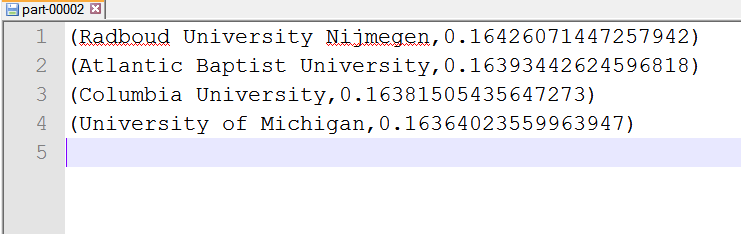 part-00002
1 (Radboud University Nijmegen,0.16426071447257942)
2 (Atlantic Baptist University,0.16393442624596818)
3 (Columbia University,0.16381505435647273)
4 (University of Michigan,0.16364023559963947)
5